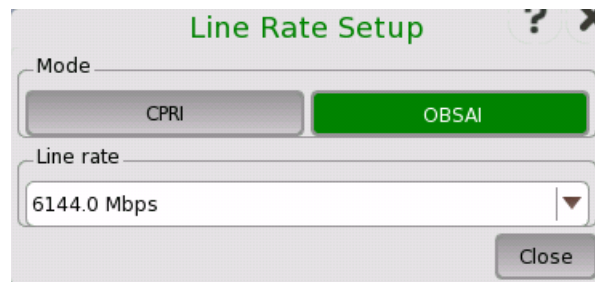 Line Rate Setup ?
Mode
CPRI OBSAI
Line rate
6144.0 Mbps
Close